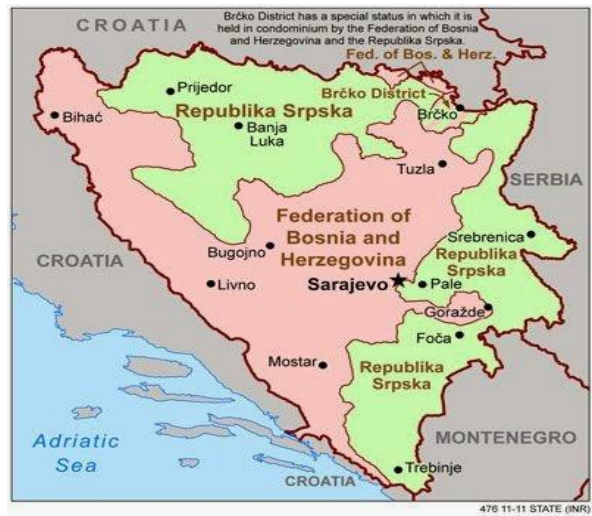 CROATIA
Brčko District has a special status in which it is
held in condominium by the Federation of Bosnia
and Herzegovina and the Republika Srpska.
Fed. of Bos. & Herz.
Prijedor
Brčko District
Republika Srpska
Brčko
Bihać
Banja
Luka
Tuzla
SERBIA
Federation of
Bosnia and
Herzegovina
Srebrenica
Bugojno
Republika
Srpska
CROATIA
Livno
Sarajevo
Pale
Goražde
Foča
Mostar
Republika
Srpska
Adriatic
Sea
MONTENEGRO
Trebinje
CROATIA
476 11-11 STATE (INR)